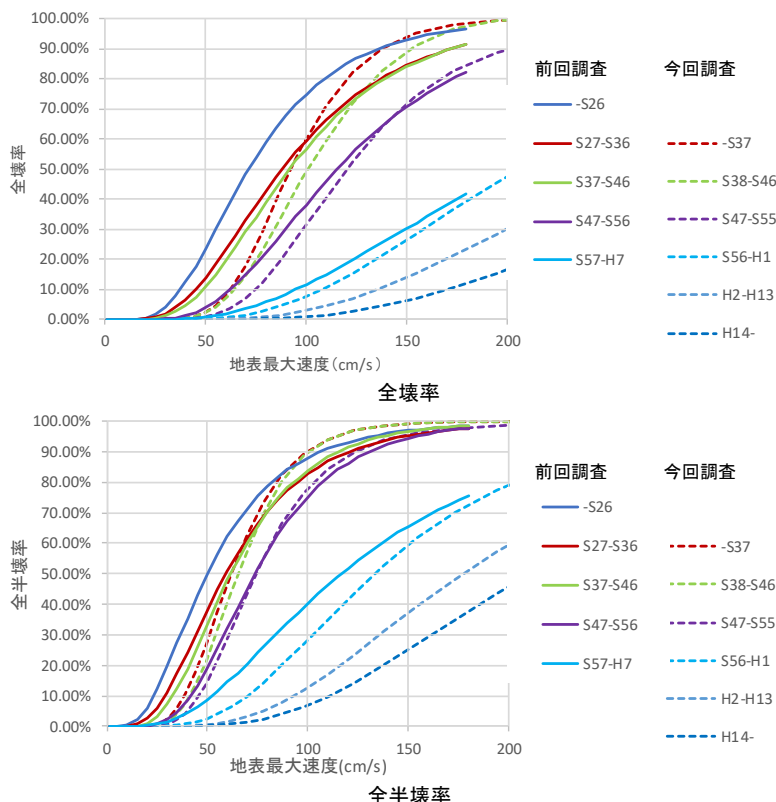 100.00%
90.00%
80.00%
70.00%
60.00%
50.00%
40.00%
30.00%
20.00%
10.00%
0.00%
全壊率
0 50 100 150 200
地表最大速度(cm/s)
前回調査 今回調査
-S26
S27-S36 -S37
S37-S46 S38-S46
S47-S56 S47-S55
S57-H7 S56-H1
H2-H13
H14-
全壊率
100.00%
90.00%
80.00%
70.00%
60.00%
50.00%
40.00%
30.00%
20.00%
10.00%
0.00%
全半壊率
0 50 100 150 200
地表最大速度(cm/s)
前回調査 今回調査
-S26
S27-S36 -S37
S37-S46 S38-S46
S47-S56 S47-S55
S57-H7 S56-H1
H2-H13
H14-
全半壊率